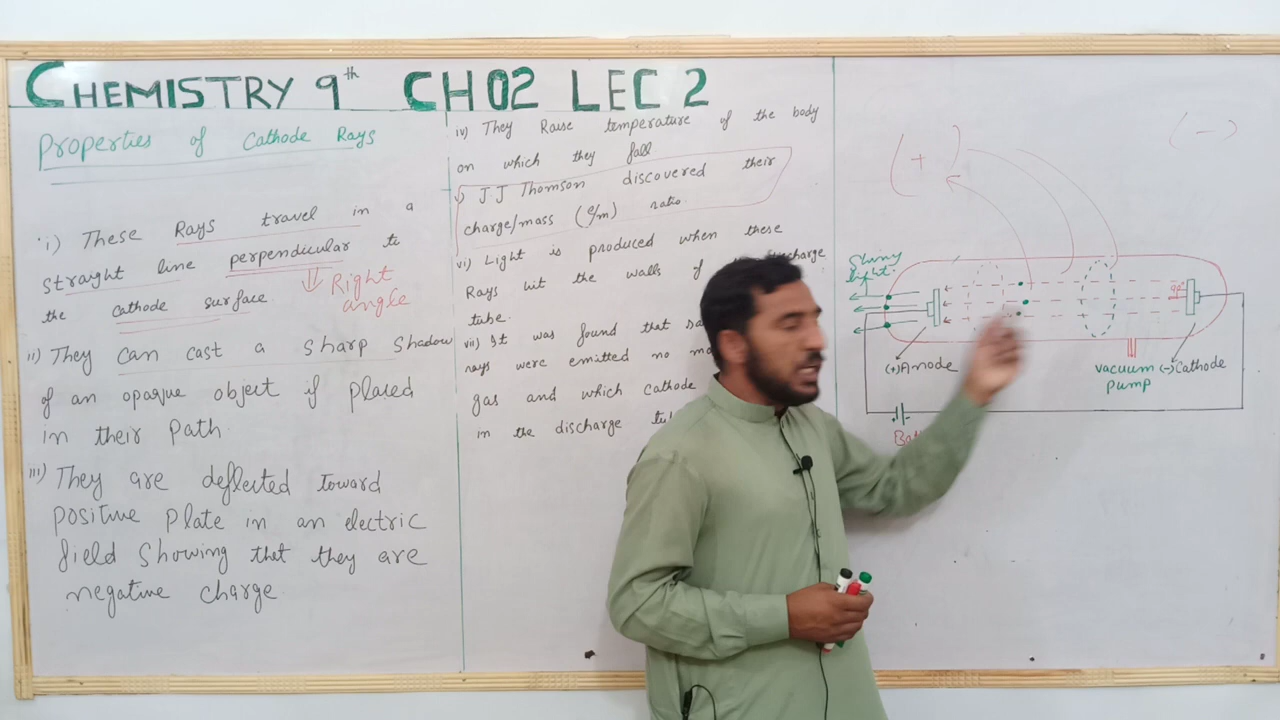 CHEMISTRY 9th CH02 LEC 2
Properties of Cathode Rays
i) These Rays travel in a
straight line perpendicular to
the cathode surface.
Right
angle
ii) They can cast a sharp shadow
of an opaque object if placed
in their path
iii) They are deflected toward
positive plate in an electric
field showing that they are
negative charge
iv) They Raise temperature of the body
on which they fall
v) J J Thomson discovered their
charge/mass (e/m) ratio.
vi) Light is produced when these
Rays hit the walls of
tube.
vii) It was found that
rays were emitted no
gas and which cathode
in the discharge
(+)
(-)
light
90°
(+) Anode
vacuum
pump
(-) Cathode